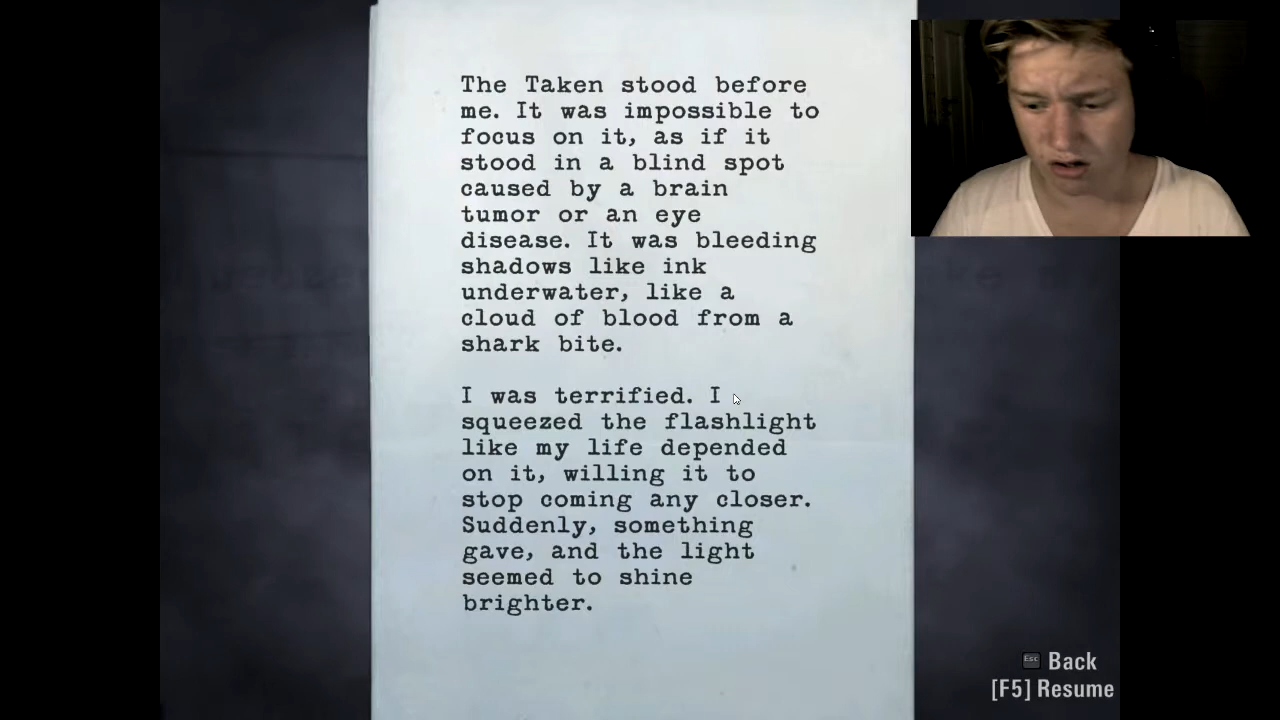 The Taken stood before
me. It was impossible to
focus on it, as if it
stood in a blind spot
caused by a brain
tumor or an eye
disease. It was bleeding
shadows like ink
underwater, like a
cloud of blood from a
shark bite.
I was terrified. I
squeezed the flashlight
like my life depended
on it, willing it to
stop coming any closer.
Suddenly, something
gave, and the light
seemed to shine
brighter.
Esc Back
[F5] Resume